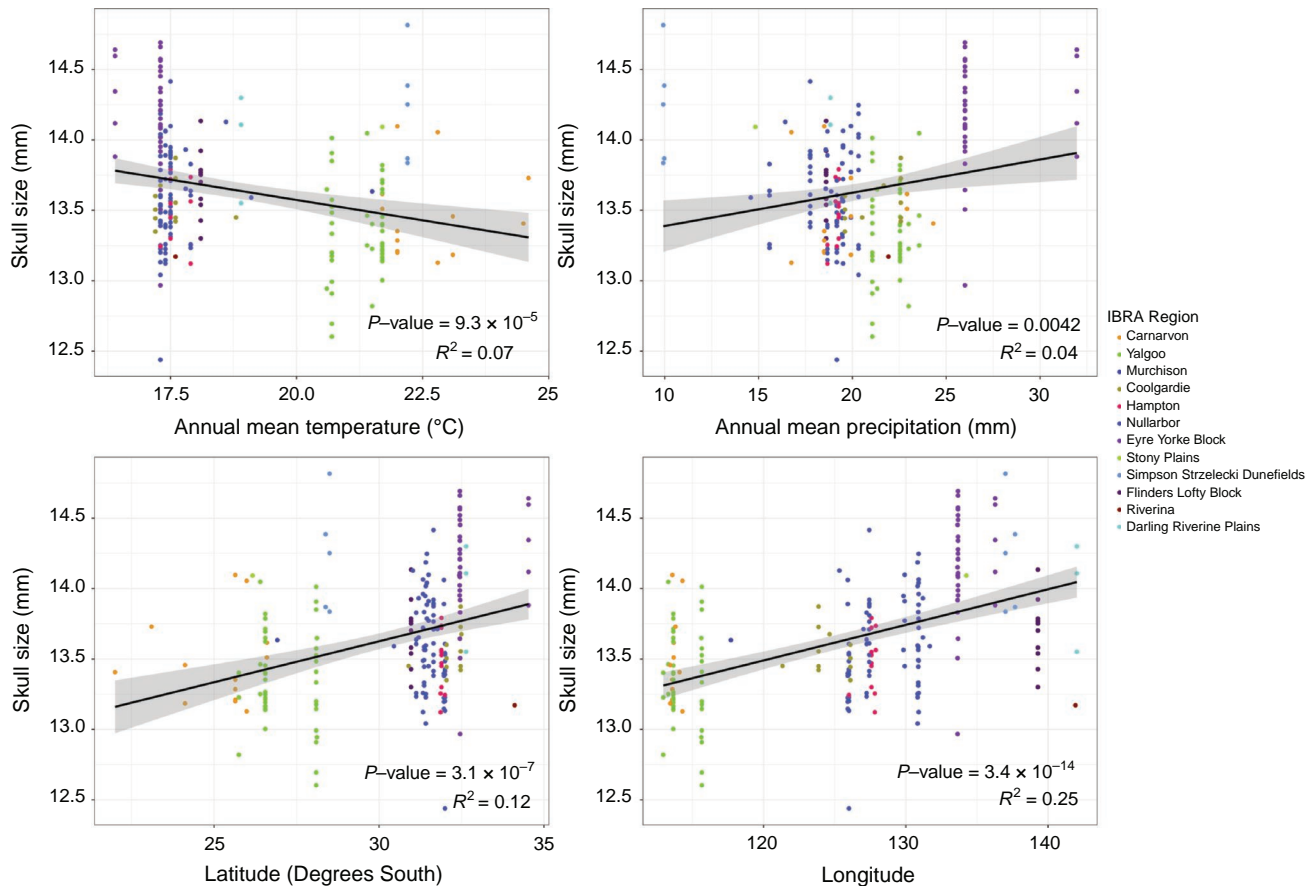 14.5
14.0
13.5
13.0
12.5
Skull size (mm)
P–value = 9.3 × 10⁻⁵
R² = 0.07
17.5 20.0 22.5 25
Annual mean temperature (°C)
14.5
14.0
13.5
13.0
12.5
Skull size (mm)
P–value = 0.0042
R² = 0.04
10 15 20 25 30
Annual mean precipitation (mm)
IBRA Region
Carnarvon
Yalgoo
Murchison
Coolgardie
Hampton
Nullarbor
Eyre Yorke Block
Stony Plains
Simpson Strzelecki Dunefields
Flinders Lofty Block
Riverina
Darling Riverine Plains
14.5
14.0
13.5
13.0
12.5
Skull size (mm)
P–value = 3.1 × 10⁻⁷
R² = 0.12
25 30 35
Latitude (Degrees South)
14.5
14.0
13.5
13.0
12.5
Skull size (mm)
P–value = 3.4 × 10⁻¹⁴
R² = 0.25
120 130 140
Longitude